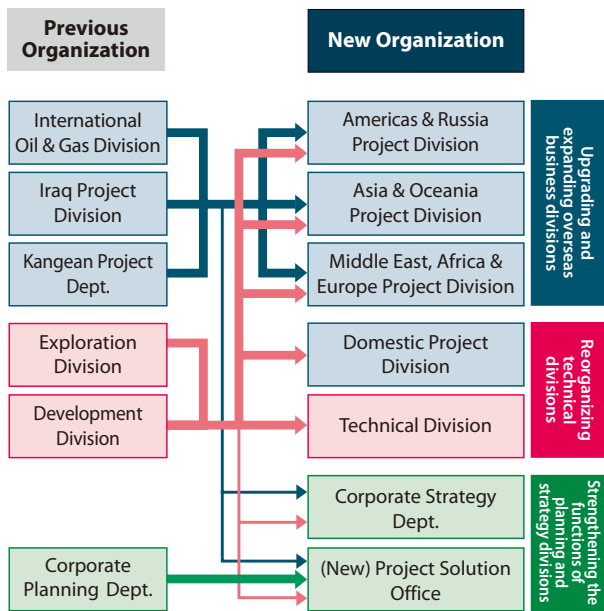 Previous
Organization
New Organization
International
Oil & Gas Division
Iraq Project
Division
Kangean Project
Dept.
Exploration
Division
Development
Division
Corporate
Planning Dept.
Americas & Russia
Project Division
Asia & Oceania
Project Division
Middle East, Africa &
Europe Project Division
Domestic Project
Division
Technical Division
Corporate Strategy
Dept.
(New) Project Solution
Office
Upgrading and
expanding overseas
business divisions
Reorganizing
technical
divisions
Strengthening the
functions of
planning and
strategy divisions